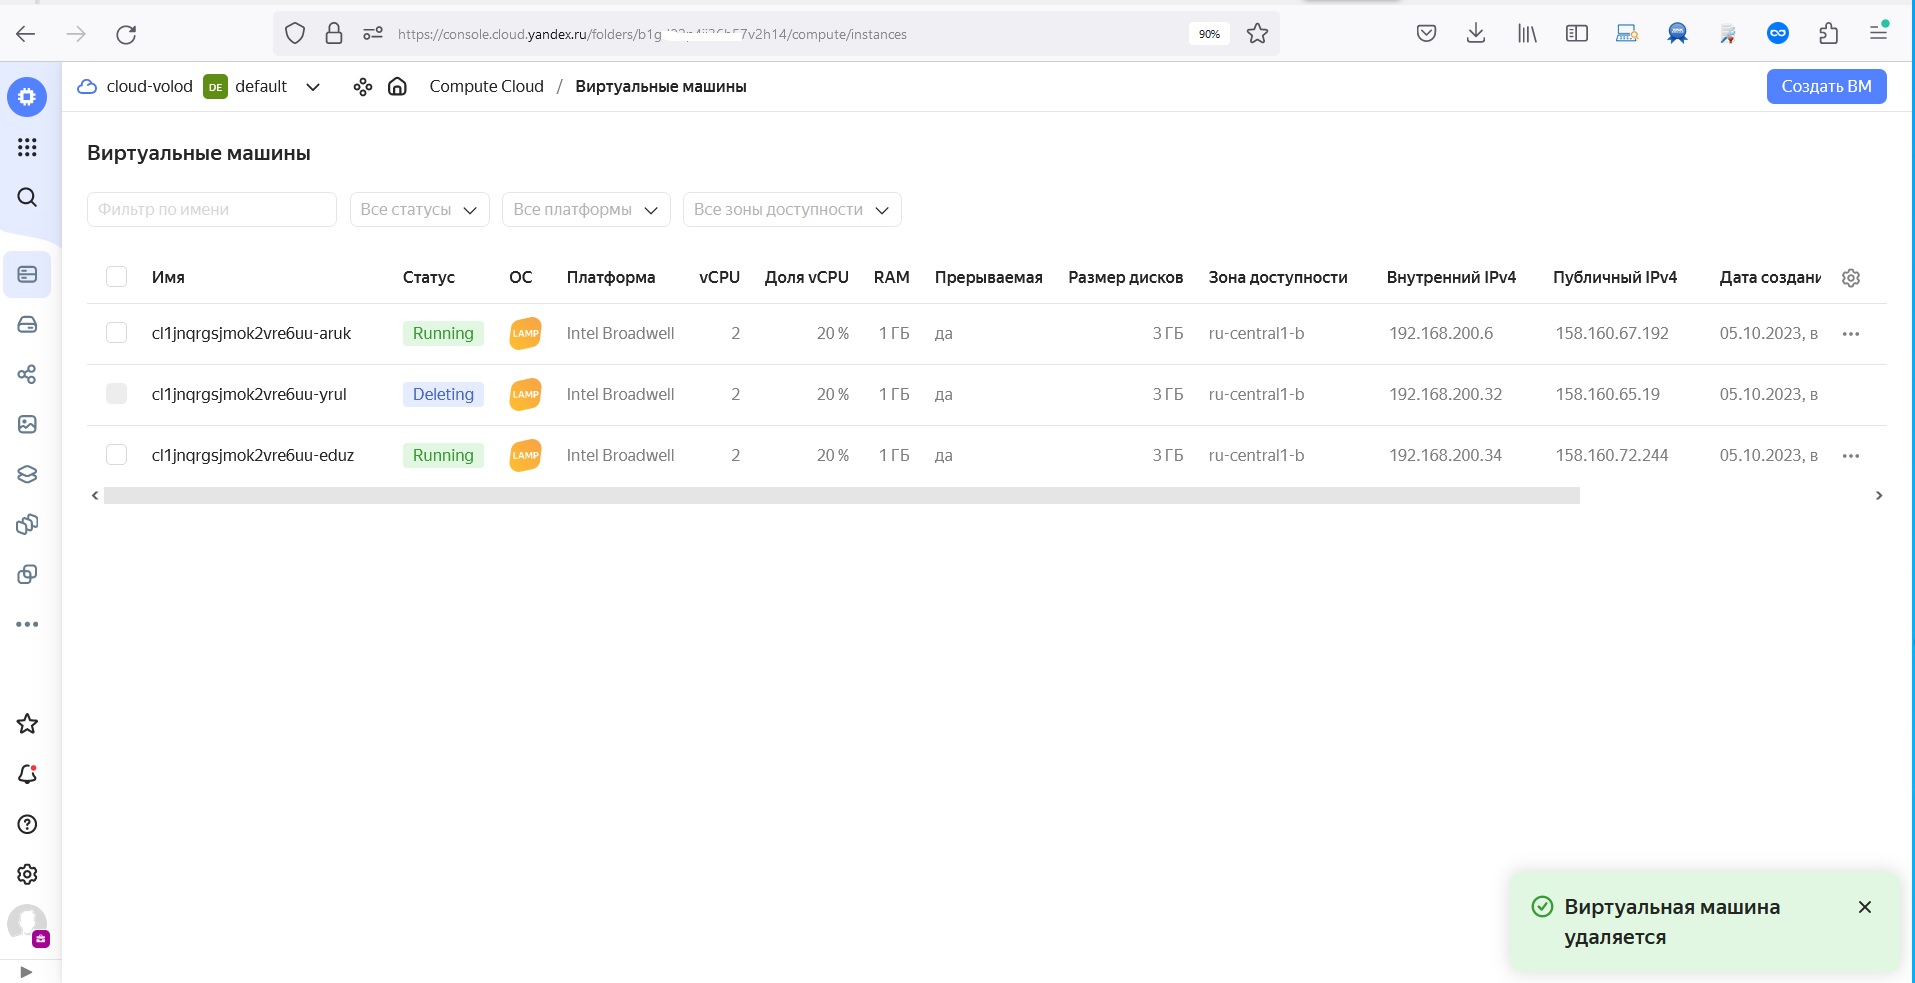 https://console.cloud.yandex.ru/folders/ 7v2h14/compute/instances
90%
cloud-volod DE default Compute Cloud / Виртуальные машины Создать ВМ
Виртуальные машины
Фильтр по имени Все статусы Все платформы Все зоны доступности
Имя Статус ОС Платформа vCPU Доля vCPU RAM Прерываемая Размер дисков Зона доступности Внутренний IPv4 Публичный IPv4 Дата создани
cl1jnqrgsjmok2vre6uu-aruk Running LAMP Intel Broadwell 2 20 % 1 ГБ да 3 ГБ ru-central1-b 192.168.200.6 158.160.67.192 05.10.2023, в
cl1jnqrgsjmok2vre6uu-yrul Deleting LAMP Intel Broadwell 2 20 % 1 ГБ да 3 ГБ ru-central1-b 192.168.200.32 158.160.65.19 05.10.2023, в
cl1jnqrgsjmok2vre6uu-eduz Running LAMP Intel Broadwell 2 20 % 1 ГБ да 3 ГБ ru-central1-b 192.168.200.34 158.160.72.244 05.10.2023, в
Виртуальная машина
удаляется